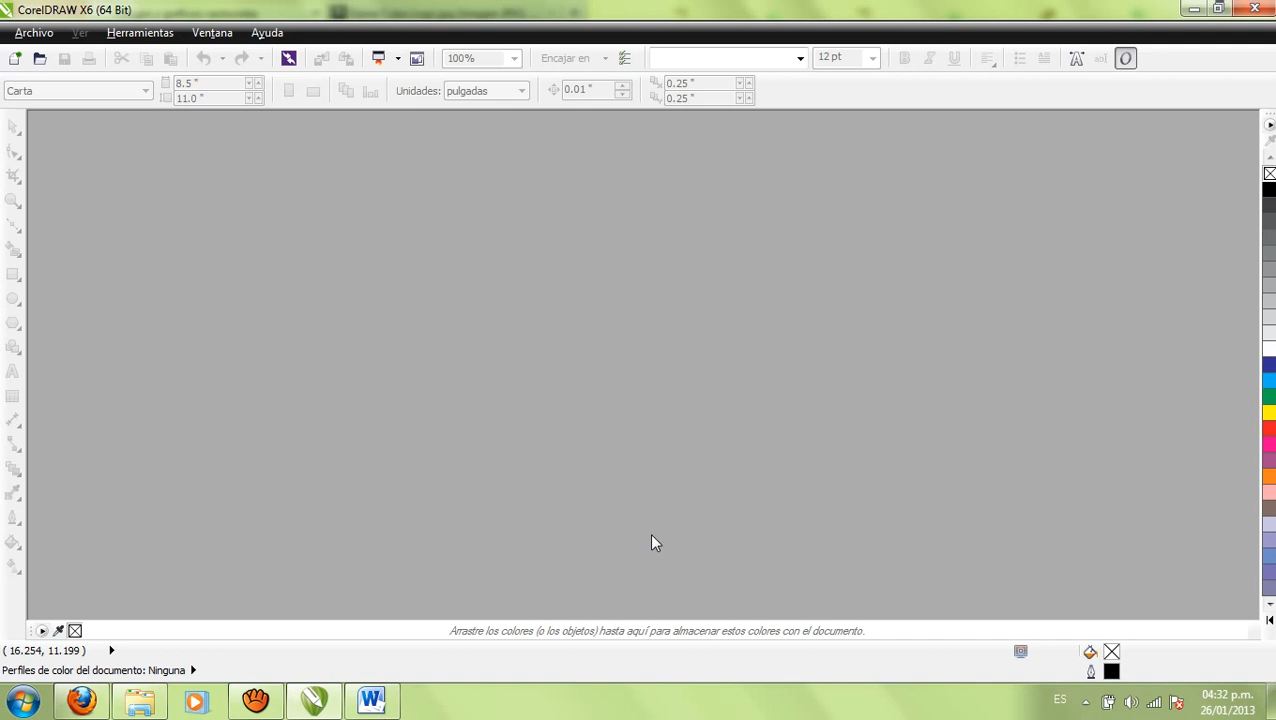 CorelDRAW X6 (64 Bit)
Archivo Ver Herramientas Ventana Ayuda
100% Encajar en 12 pt
Carta 8.5 " 11.0 " Unidades: pulgadas 0.01 " 0.25 " 0.25 "
Arrastre los colores (o los objetos) hasta aquí para almacenar estos colores con el documento.
( 16.254, 11.199 )
Perfiles de color del documento: Ninguna
ES 04:32 p.m.
26/01/2013